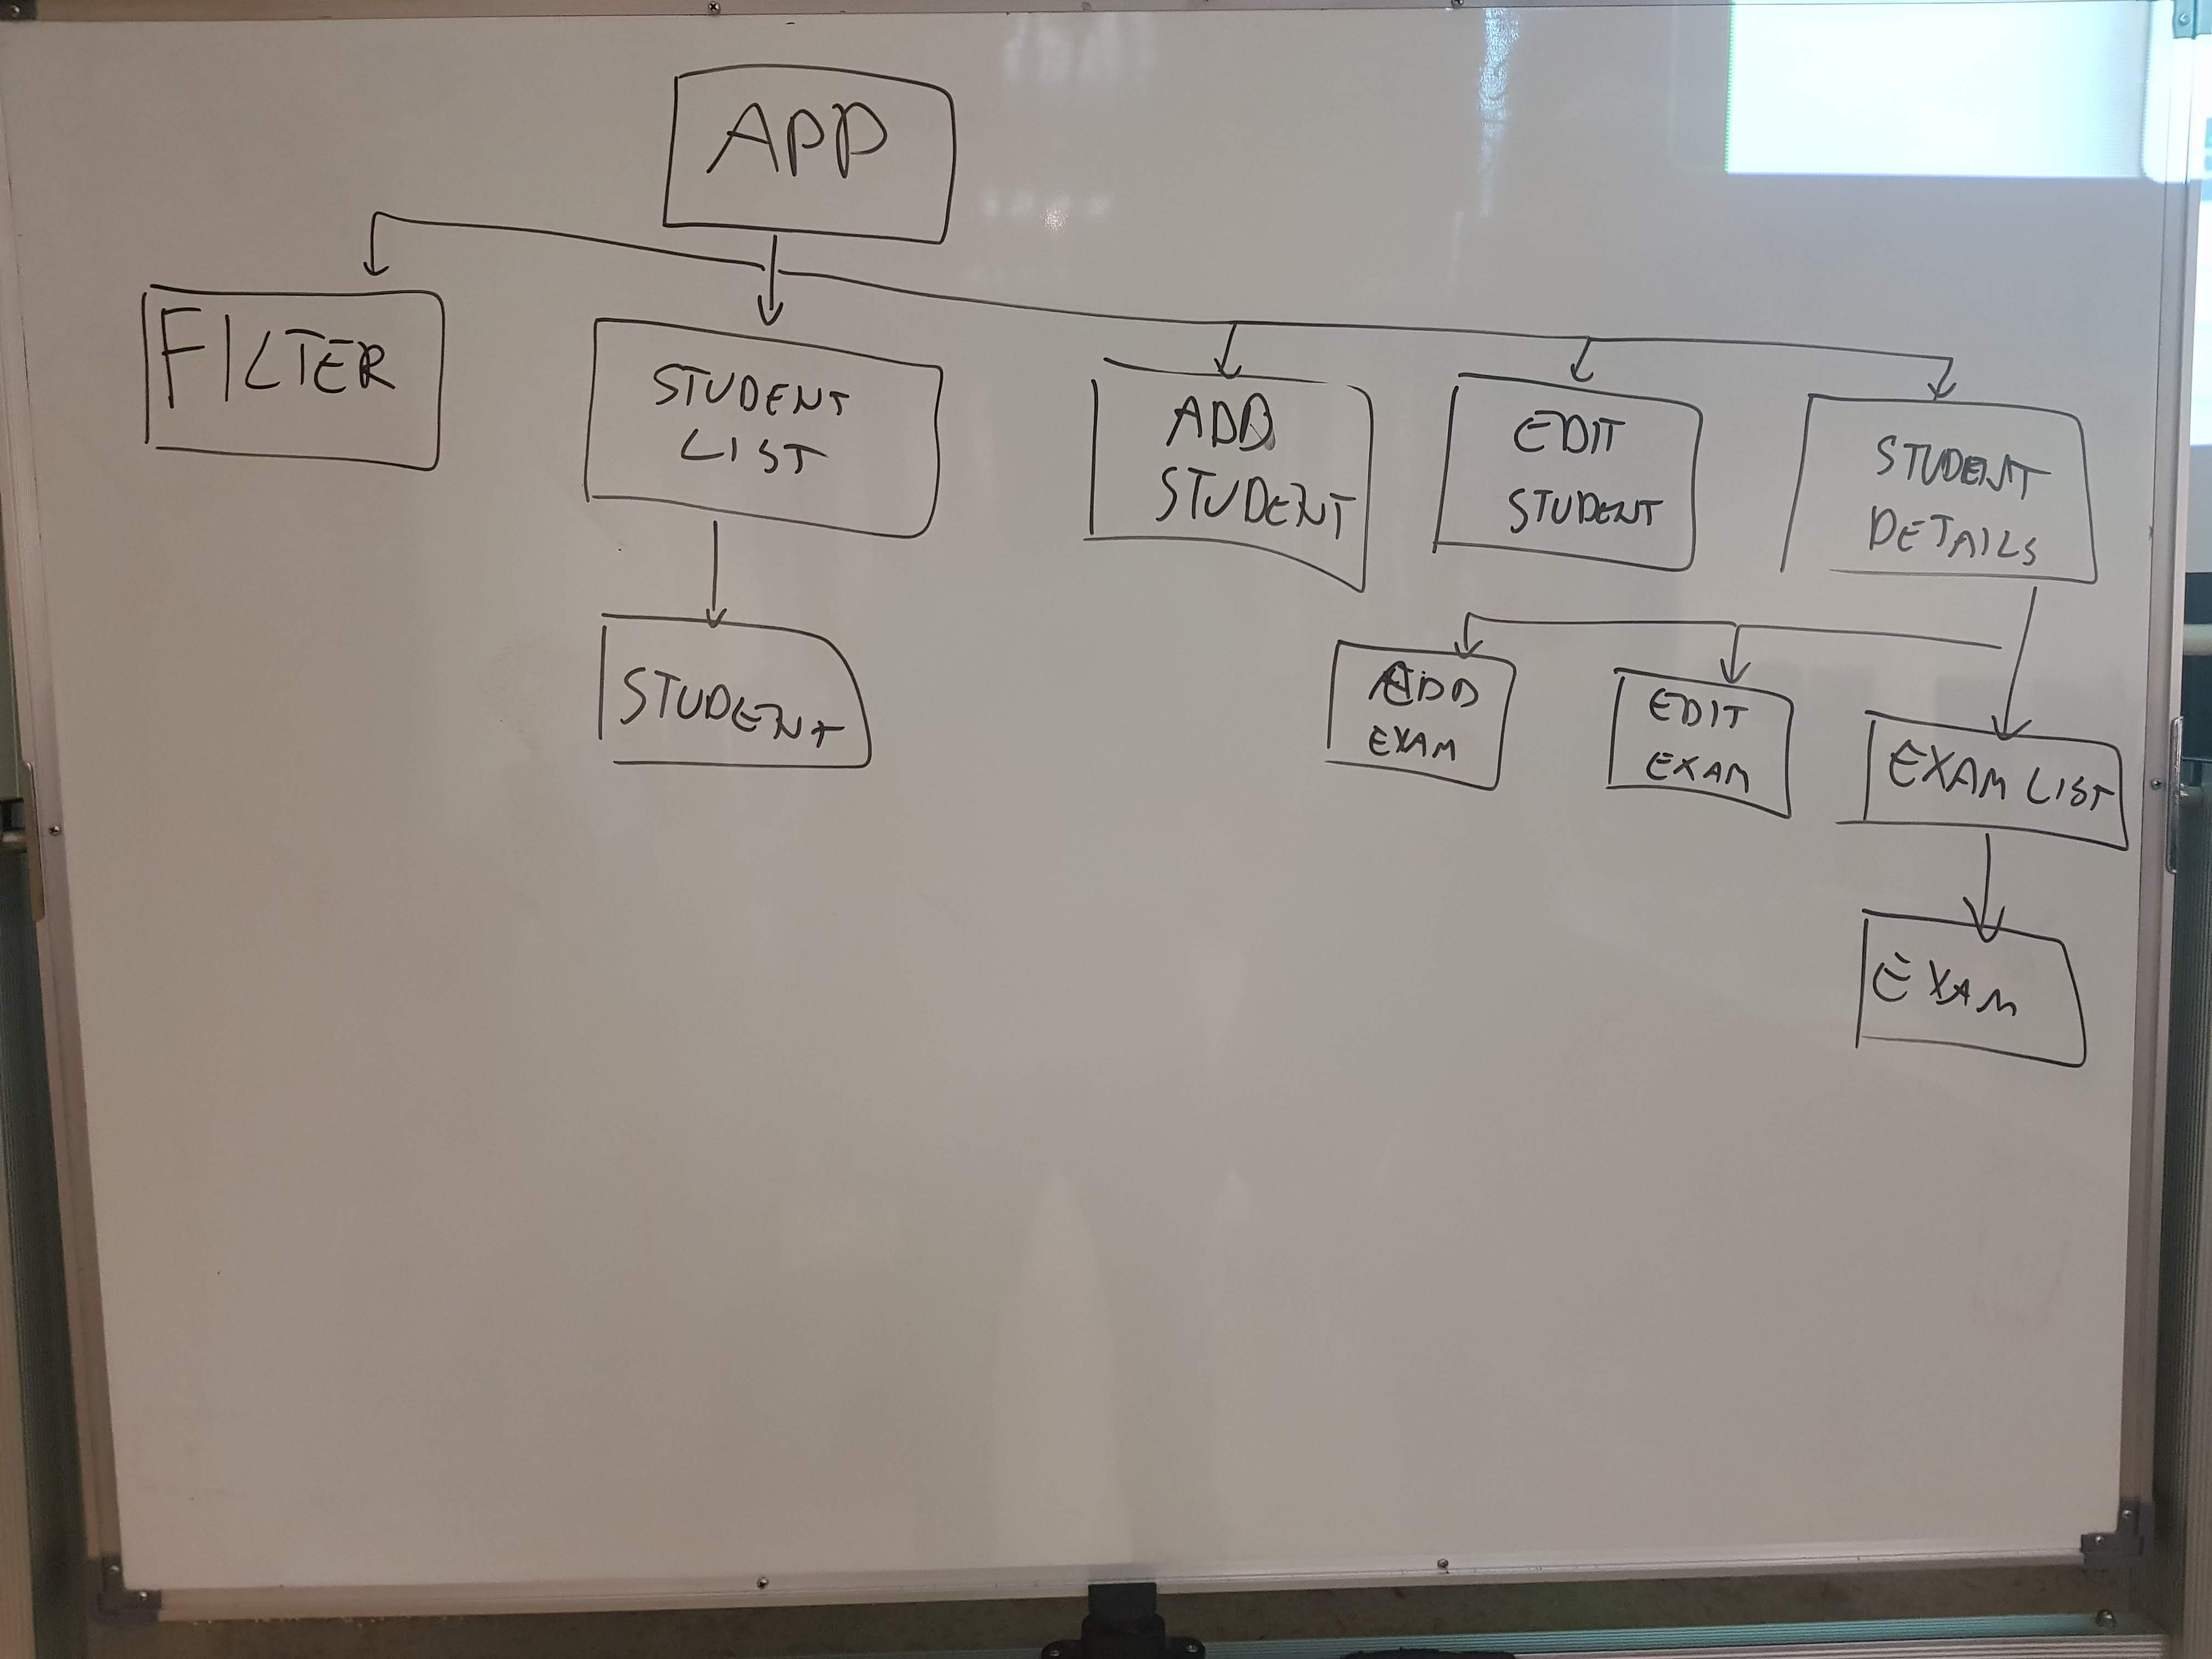 APP
FILTER
STUDENT
LIST
ADD
STUDENT
EDIT
STUDENT
STUDENT
DETAILS
STUDENT
ADD
EXAM
EDIT
EXAM
EXAM LIST
EXAM